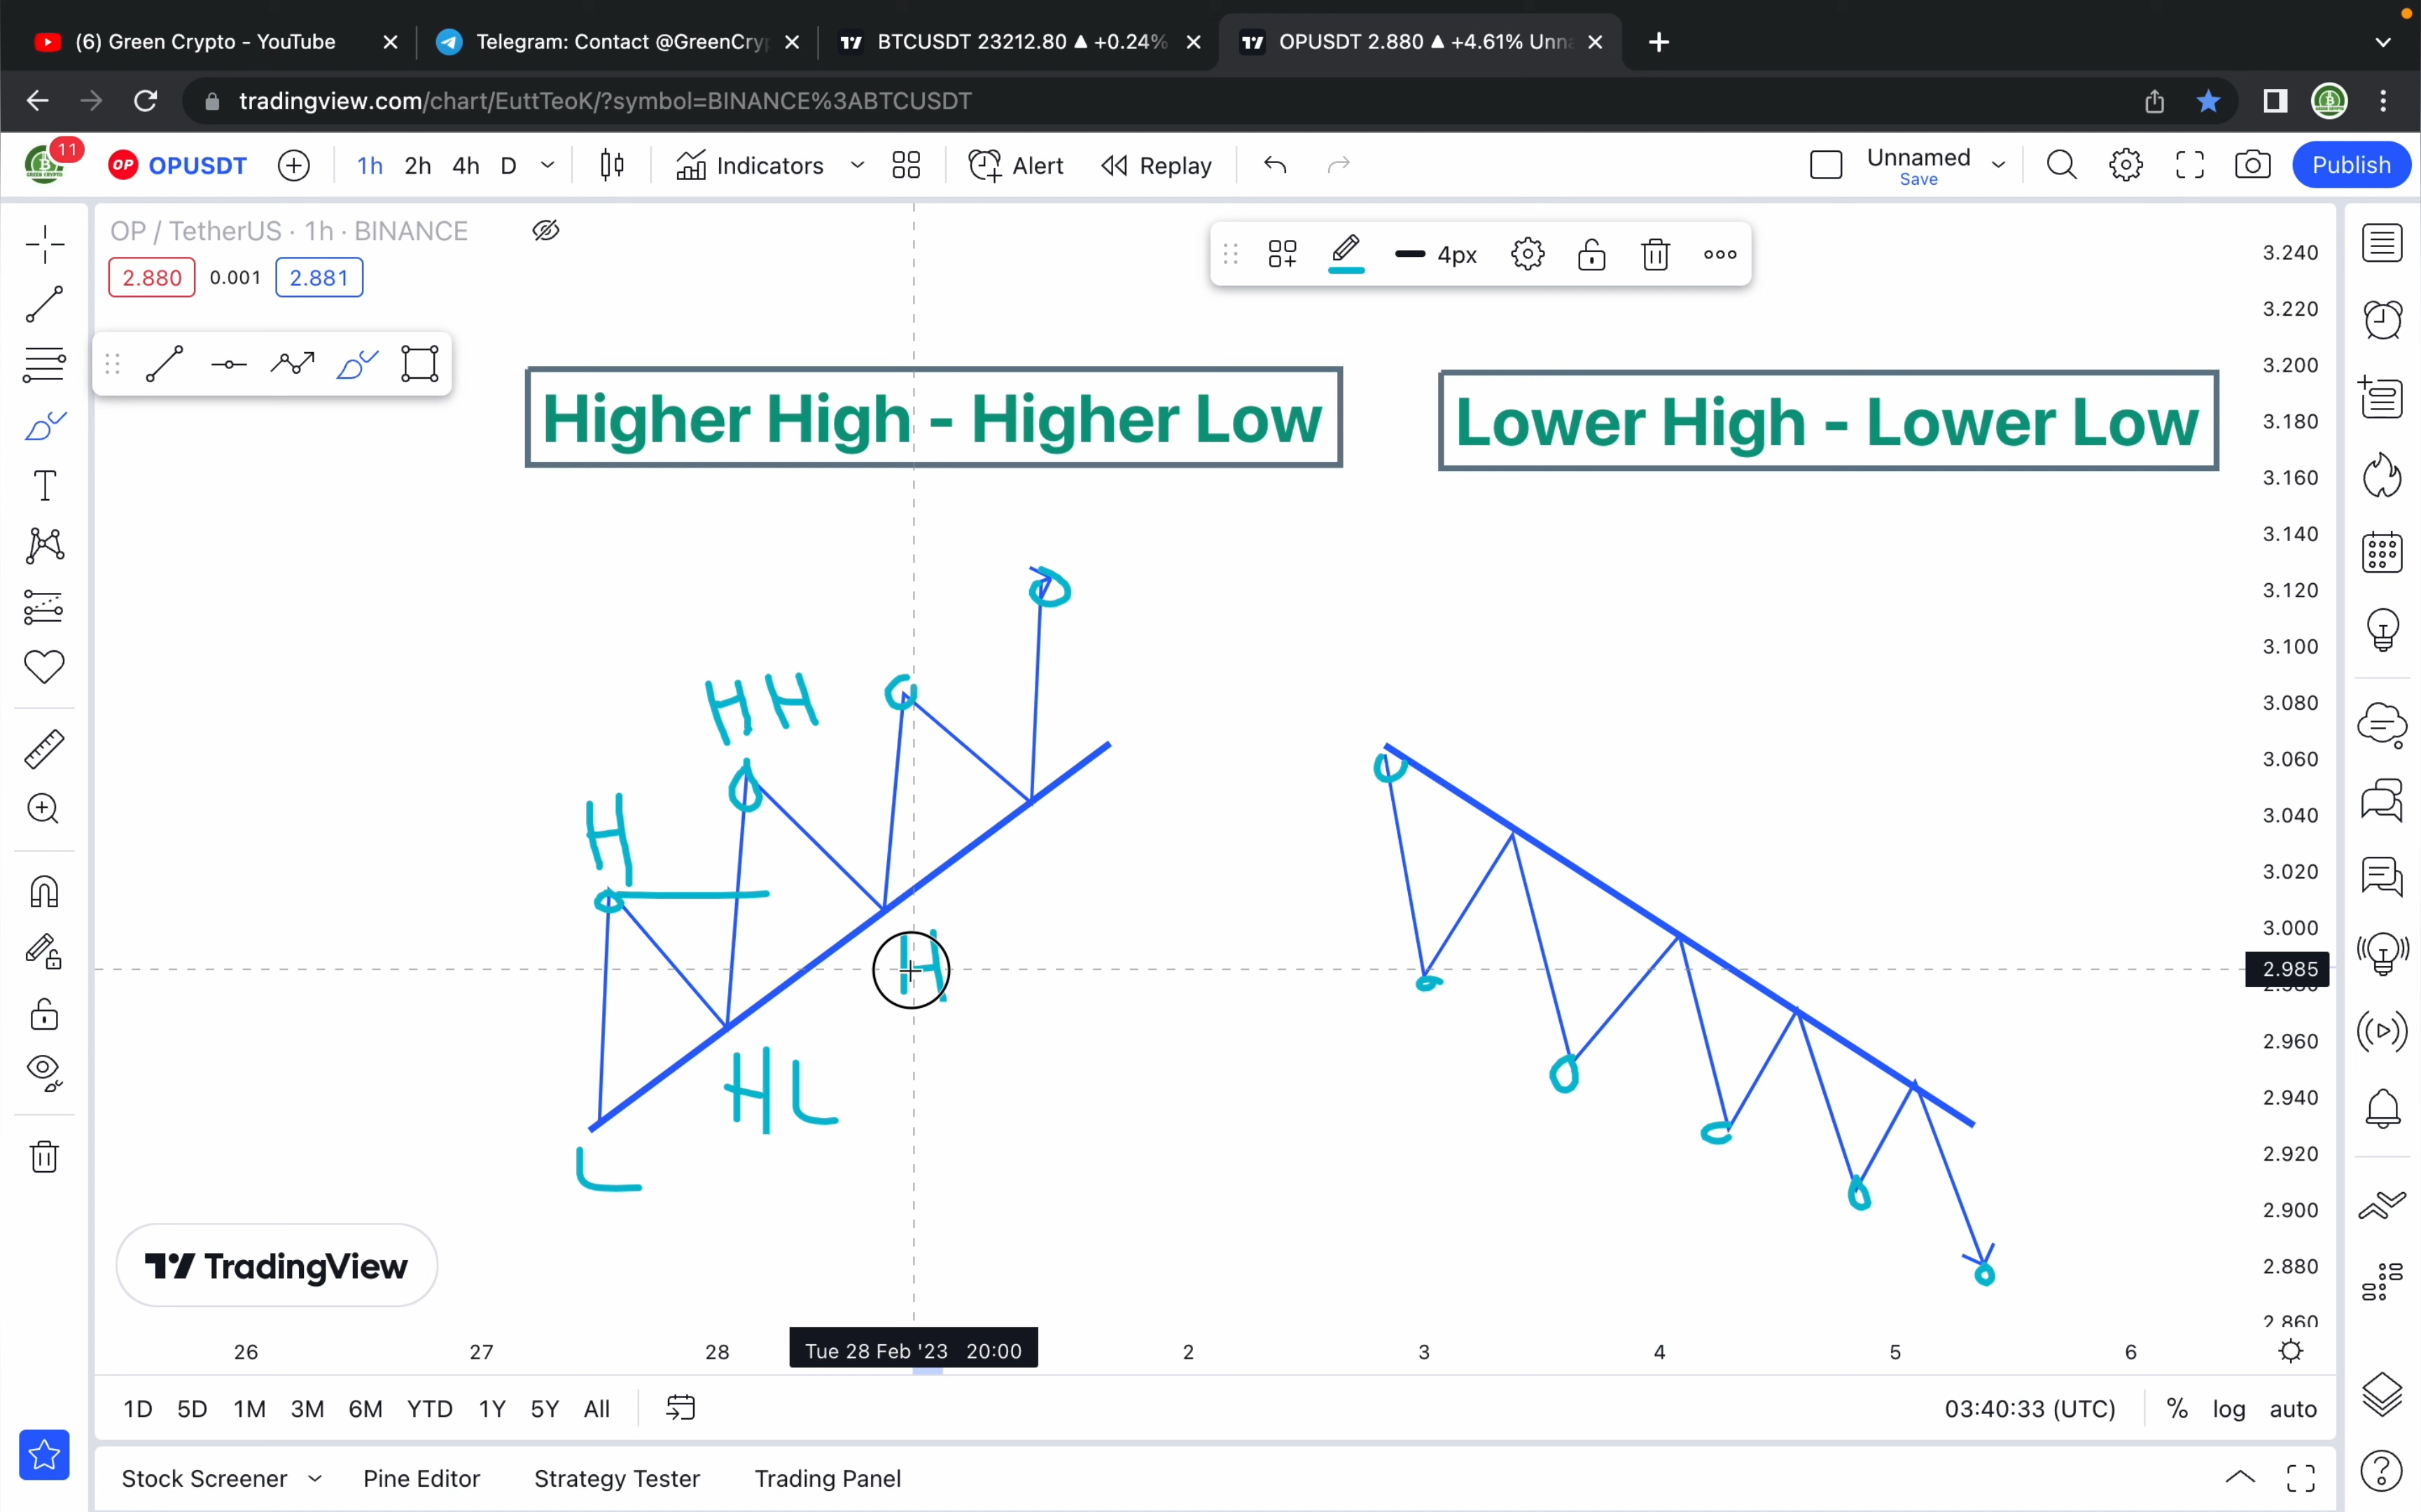 (6) Green Crypto - YouTube
Telegram: Contact @GreenCry
BTCUSDT 23212.80 ▲ +0.24%
OPUSDT 2.880 ▲ +4.61% Unn
tradingview.com/chart/EuttTeoK/?symbol=BINANCE%3ABTCUSDT
11
OP OPUSDT 1h 2h 4h D Indicators Alert Replay Unnamed Save Publish
OP / TetherUS · 1h · BINANCE
2.880 0.001 2.881
4px
Higher High - Higher Low
Lower High - Lower Low
HH
H
H
HL
L
3.240
3.220
3.200
3.180
3.160
3.140
3.120
3.100
3.080
3.060
3.040
3.020
3.000
2.985
2.960
2.940
2.920
2.900
2.880
2.860
TradingView
26 27 28 Tue 28 Feb '23 20:00 2 3 4 5 6
1D 5D 1M 3M 6M YTD 1Y 5Y All 03:40:33 (UTC) % log auto
Stock Screener Pine Editor Strategy Tester Trading Panel